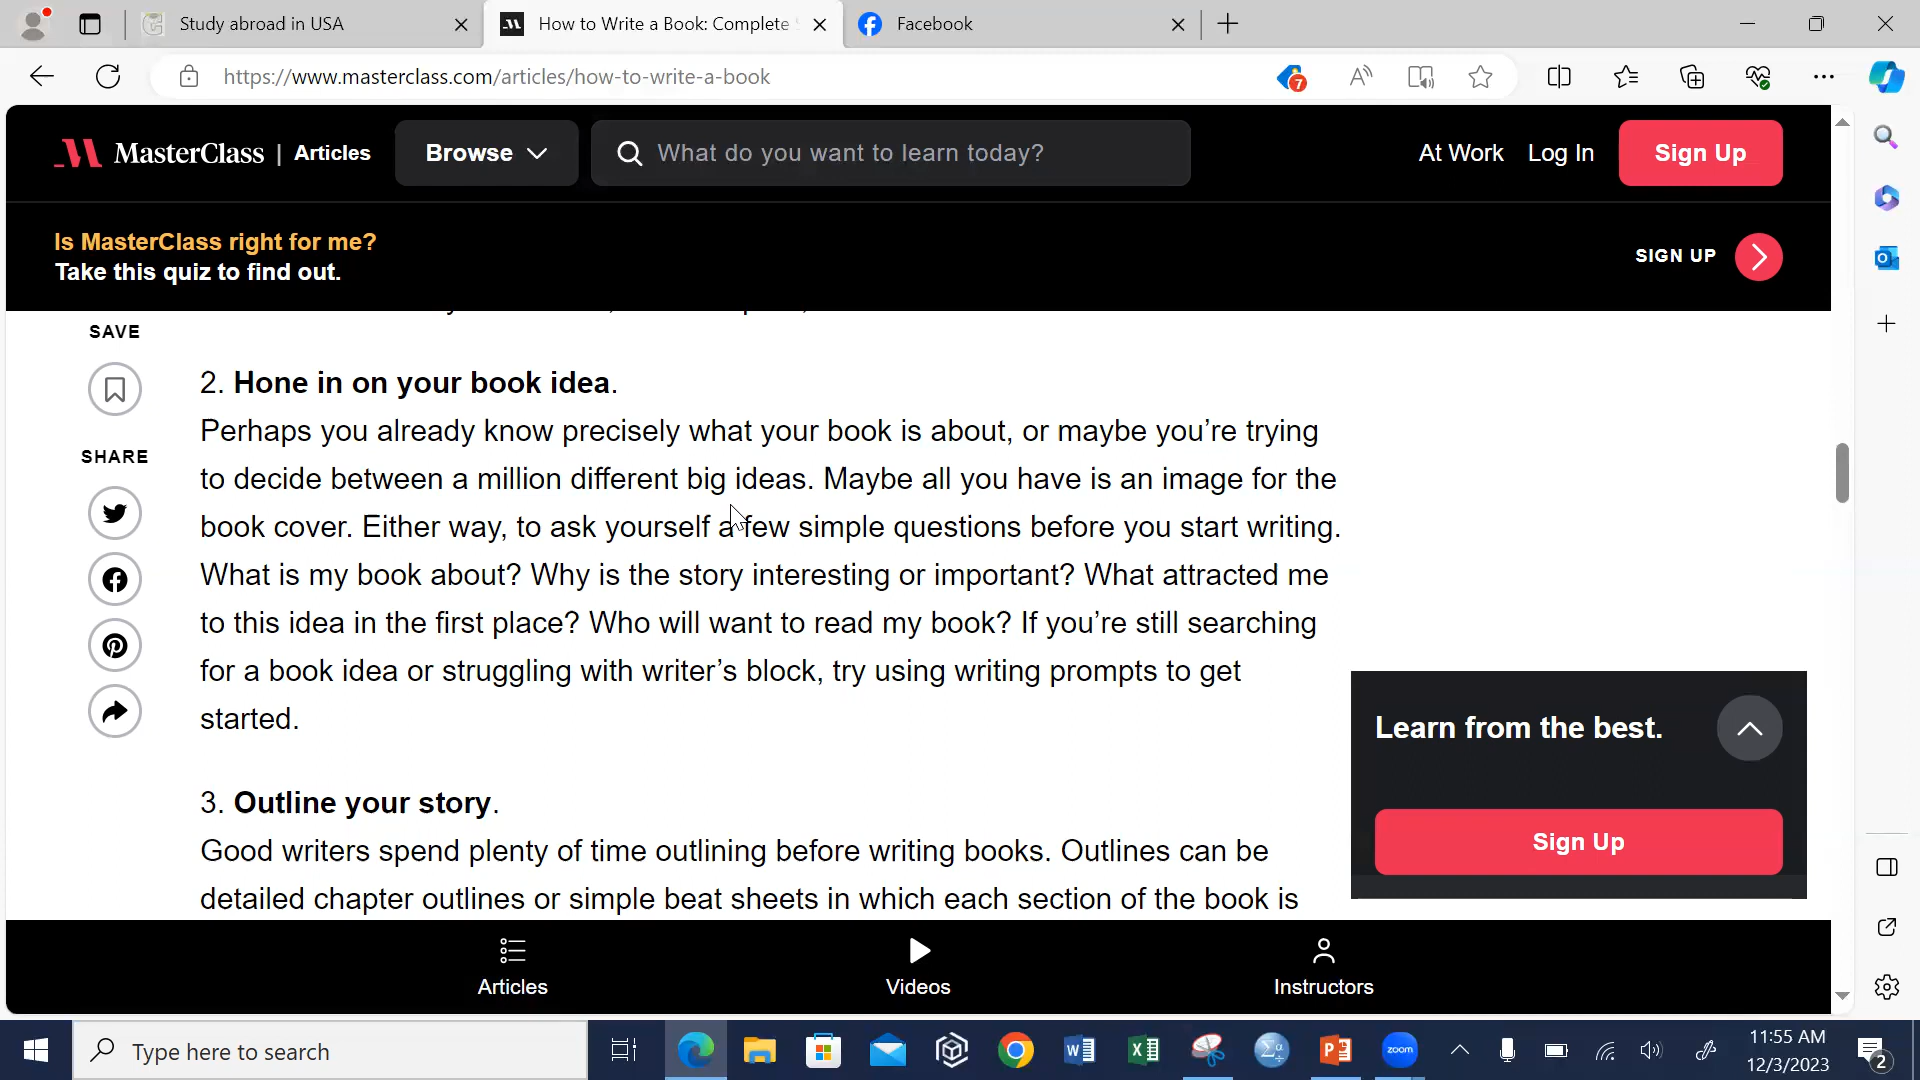 Study abroad in USA
How to Write a Book: Complete
Facebook
https://www.masterclass.com/articles/how-to-write-a-book
7
MasterClass | Articles
Browse
What do you want to learn today?
At Work
Log In
Sign Up
Is MasterClass right for me?
Take this quiz to find out.
SIGN UP
SAVE
SHARE
2. Hone in on your book idea.
Perhaps you already know precisely what your book is about, or maybe you’re trying
to decide between a million different big ideas. Maybe all you have is an image for the
book cover. Either way, to ask yourself a few simple questions before you start writing.
What is my book about? Why is the story interesting or important? What attracted me
to this idea in the first place? Who will want to read my book? If you’re still searching
for a book idea or struggling with writer’s block, try using writing prompts to get
started.
3. Outline your story.
Good writers spend plenty of time outlining before writing books. Outlines can be
detailed chapter outlines or simple beat sheets in which each section of the book is
Learn from the best.
Sign Up
Articles
Videos
Instructors
Type here to search
zoom
11:55 AM
12/3/2023
2